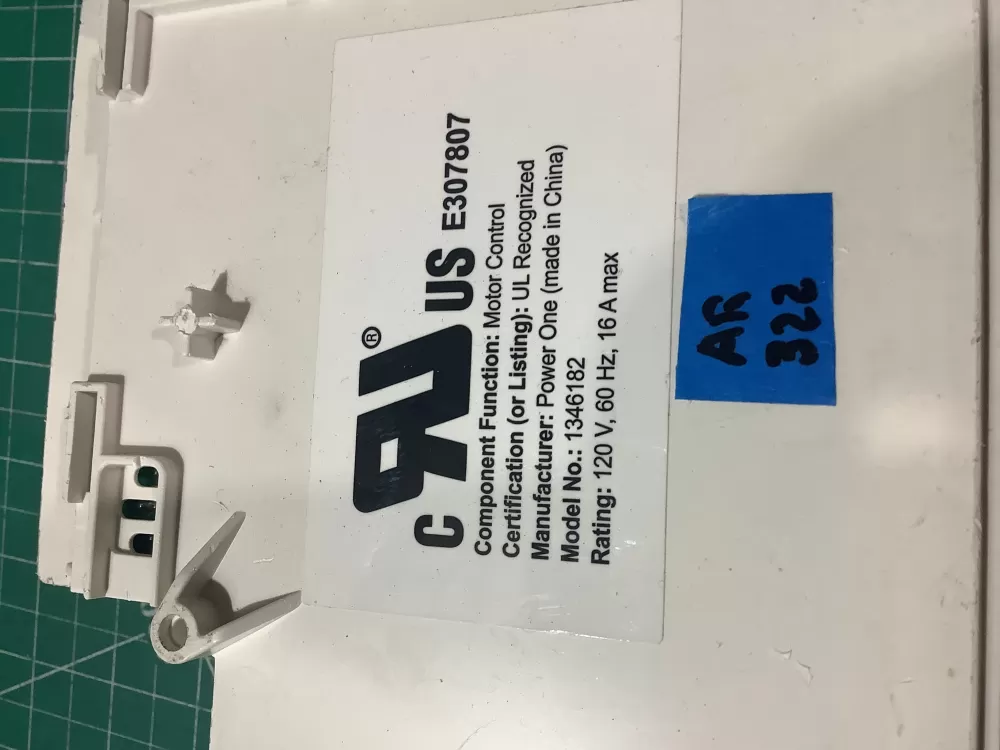 ®
C RU US E307807
Component Function: Motor Control
Certification (or Listing): UL Recognized
Manufacturer: Power One (made in China)
Model No.: 1346182
Rating: 120 V, 60 Hz, 16 A max
AR
322